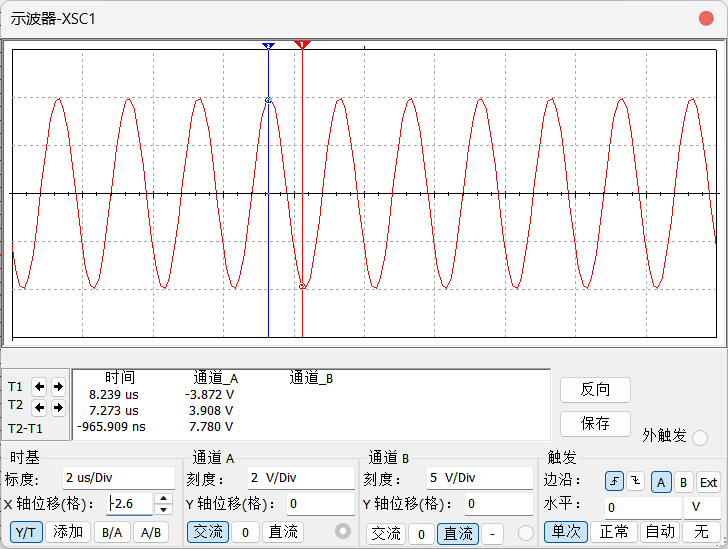 示波器-XSC1
2 1
时间 通道_A 通道_B
T1 8.239 us -3.872 V
T2 7.273 us 3.908 V
T2-T1 -965.909 ns 7.780 V
反向
保存
外触发
时基
标度: 2 us/Div
X 轴位移(格): -2.6
Y/T 添加 B/A A/B
通道 A
刻度: 2 V/Div
Y 轴位移(格): 0
交流 0 直流
通道 B
刻度: 5 V/Div
Y 轴位移(格): 0
交流 0 直流 -
触发
边沿: A B Ext
水平: 0 V
单次 正常 自动 无